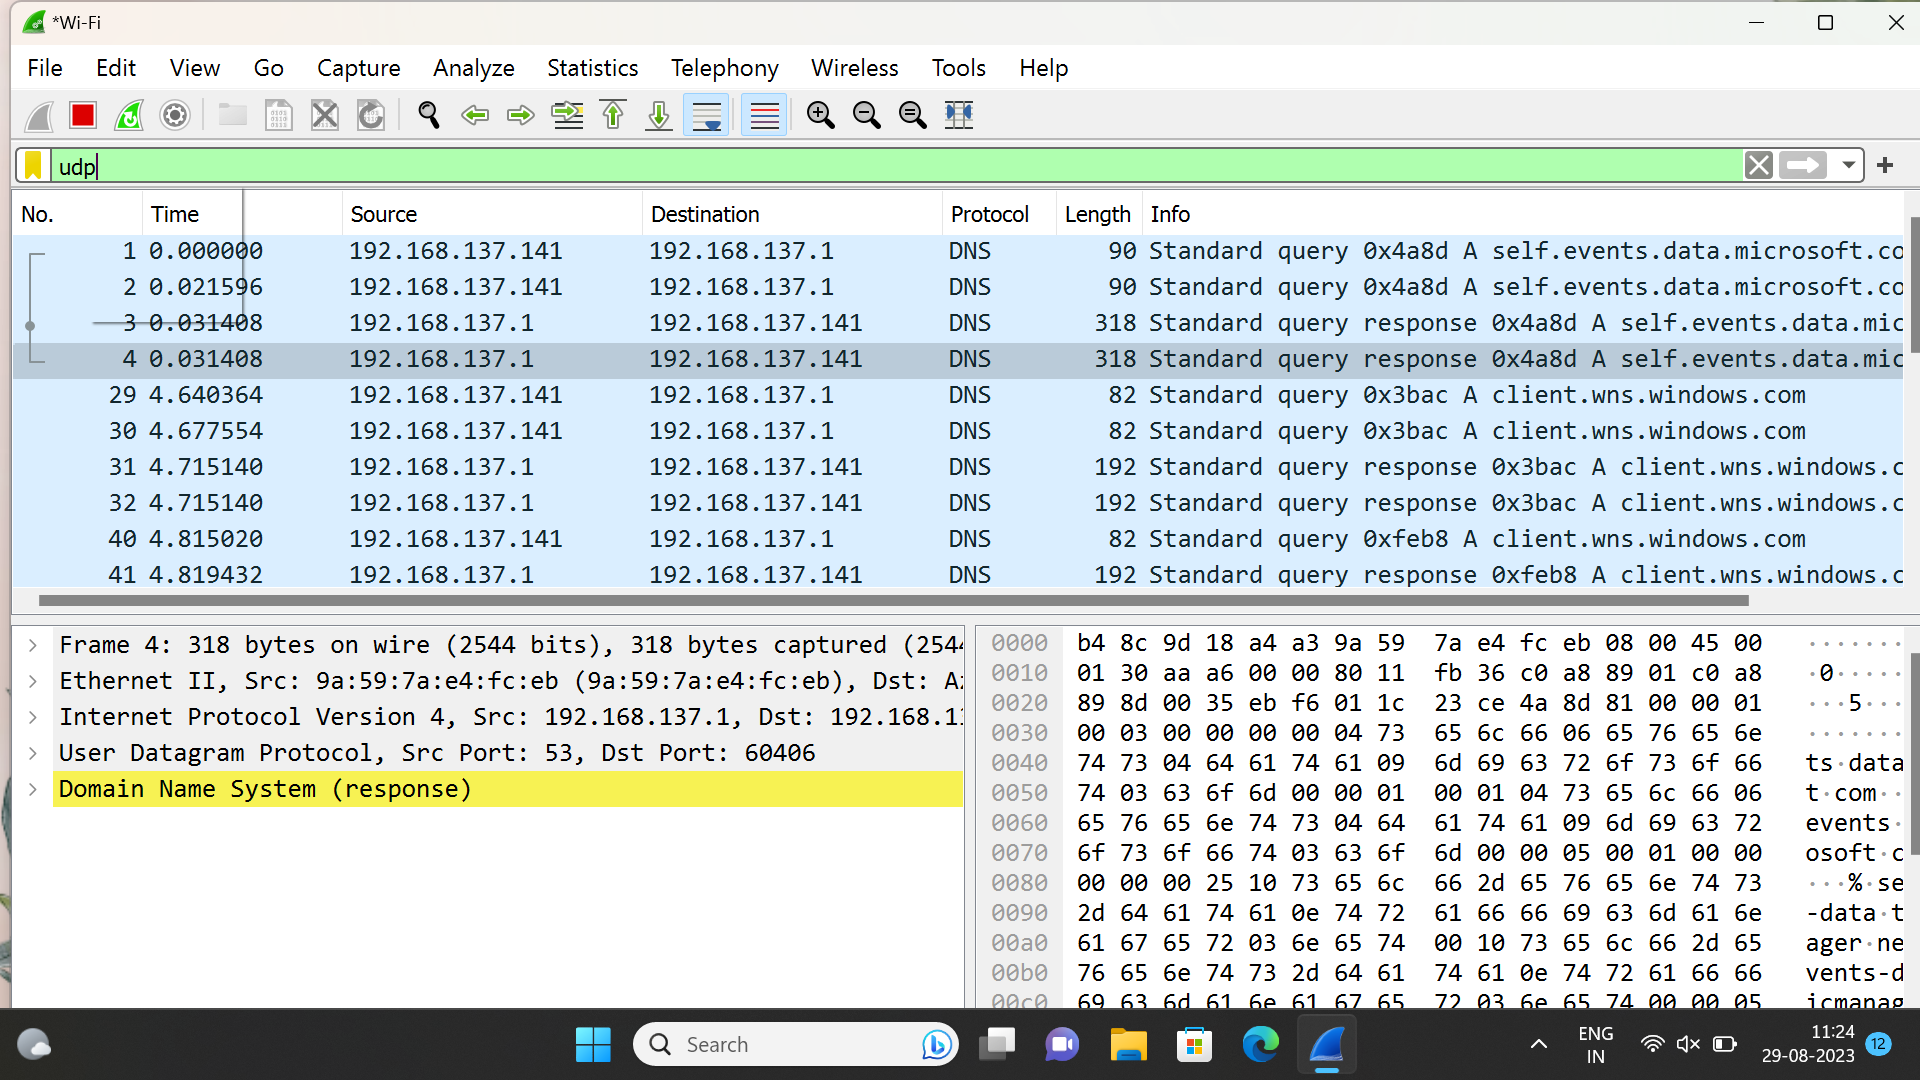 *Wi-Fi
File Edit View Go Capture Analyze Statistics Telephony Wireless Tools Help
udp
No. Time Source Destination Protocol Length Info
1 0.000000 192.168.137.141 192.168.137.1 DNS 90 Standard query 0x4a8d A self.events.data.microsoft.co
2 0.021596 192.168.137.141 192.168.137.1 DNS 90 Standard query 0x4a8d A self.events.data.microsoft.co
3 0.031408 192.168.137.1 192.168.137.141 DNS 318 Standard query response 0x4a8d A self.events.data.mic
4 0.031408 192.168.137.1 192.168.137.141 DNS 318 Standard query response 0x4a8d A self.events.data.mic
29 4.640364 192.168.137.141 192.168.137.1 DNS 82 Standard query 0x3bac A client.wns.windows.com
30 4.677554 192.168.137.141 192.168.137.1 DNS 82 Standard query 0x3bac A client.wns.windows.com
31 4.715140 192.168.137.1 192.168.137.141 DNS 192 Standard query response 0x3bac A client.wns.windows.c
32 4.715140 192.168.137.1 192.168.137.141 DNS 192 Standard query response 0x3bac A client.wns.windows.c
40 4.815020 192.168.137.141 192.168.137.1 DNS 82 Standard query 0xfeb8 A client.wns.windows.com
41 4.819432 192.168.137.1 192.168.137.141 DNS 192 Standard query response 0xfeb8 A client.wns.windows.c
Frame 4: 318 bytes on wire (2544 bits), 318 bytes captured (2544
Ethernet II, Src: 9a:59:7a:e4:fc:eb (9a:59:7a:e4:fc:eb), Dst: Az
Internet Protocol Version 4, Src: 192.168.137.1, Dst: 192.168.13
User Datagram Protocol, Src Port: 53, Dst Port: 60406
Domain Name System (response)
0000 b4 8c 9d 18 a4 a3 9a 59 7a e4 fc eb 08 00 45 00 ·······
0010 01 30 aa a6 00 00 80 11 fb 36 c0 a8 89 01 c0 a8 ·0·····
0020 89 8d 00 35 eb f6 01 1c 23 ce 4a 8d 81 00 00 01 ···5···
0030 00 03 00 00 00 00 04 73 65 6c 66 06 65 76 65 6e ·······
0040 74 73 04 64 61 74 61 09 6d 69 63 72 6f 73 6f 66 ts·data
0050 74 03 63 6f 6d 00 00 01 00 01 04 73 65 6c 66 06 t·com··
0060 65 76 65 6e 74 73 04 64 61 74 61 09 6d 69 63 72 events·
0070 6f 73 6f 66 74 03 63 6f 6d 00 00 05 00 01 00 00 osoft·c
0080 00 00 00 25 10 73 65 6c 66 2d 65 76 65 6e 74 73 ···%·se
0090 2d 64 61 74 61 0e 74 72 61 66 66 69 63 6d 61 6e -data·t
00a0 61 67 65 72 03 6e 65 74 00 10 73 65 6c 66 2d 65 ager·ne
00b0 76 65 6e 74 73 2d 64 61 74 61 0e 74 72 61 66 66 vents-d
00c0 69 63 6d 61 6e 61 67 65 72 03 6e 65 74 00 00 05 icmanag
Search
ENG
IN
11:24
29-08-2023
12